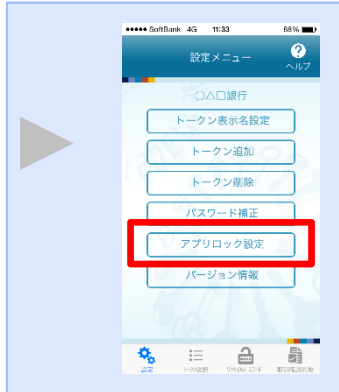 ●●●●● SoftBank 4G 11:33 88%
設定メニュー
?
ヘルプ
○△□銀行
トークン表示名設定
トークン追加
トークン削除
パスワード補正
アプリロック設定
バージョン情報
設定